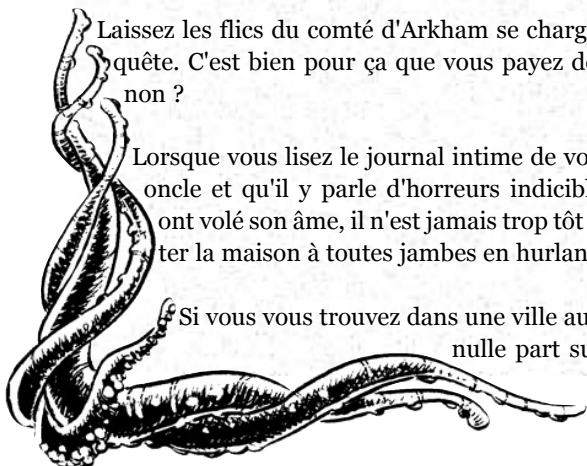 Laissez les flics du comté d'Arkham se charg
quête. C'est bien pour ça que vous payez d
non ?
Lorsque vous lisez le journal intime de vo
oncle et qu'il y parle d'horreurs indicibl
ont volé son âme, il n'est jamais trop tôt
ter la maison à toutes jambes en hurlan
Si vous vous trouvez dans une ville au
nulle part su